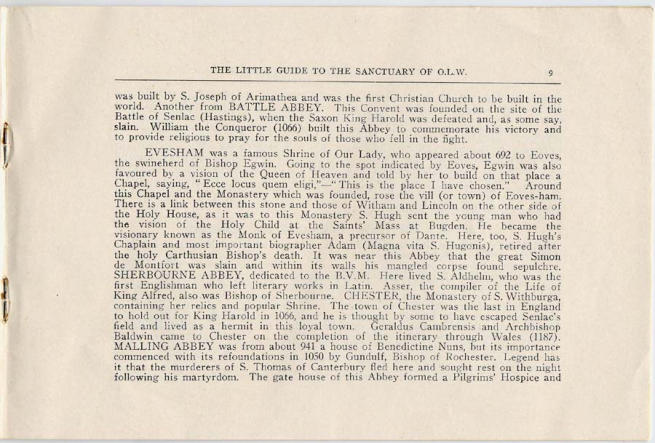 THE LITTLE GUIDE TO THE SANCTUARY OF O.L.W. 9
was built by S. Joseph of Arimathea and was the first Christian Church to be built in the
world. Another from BATTLE ABBEY. This Convent was founded on the site of the
Battle of Senlac (Hastings), when the Saxon King Harold was defeated and, as some say,
slain. William the Conqueror (1066) built this Abbey to commemorate his victory and
to provide religious to pray for the souls of those who fell in the fight.
EVESHAM was a famous Shrine of Our Lady, who appeared about 692 to Eoves,
the swineherd of Bishop Egwin. Going to the spot indicated by Eoves, Egwin was also
favoured by a vision of the Queen of Heaven and told by her to build on that place a
Chapel, saying, "Ecce locus quem eligi,"—"This is the place I have chosen." Around
this Chapel and the Monastery which was founded, rose the vill (or town) of Eoves-ham.
There is a link between this stone and those of Witham and Lincoln on the other side of
the Holy House, as it was to this Monastery S. Hugh sent the young man who had
the vision of the Holy Child at the Saints' Mass at Bugden. He became the
visionary known as the Monk of Evesham, a precursor of Dante. Here, too, S. Hugh's
Chaplain and most important biographer Adam (Magna vita S. Hugonis), retired after
the holy Carthusian Bishop's death. It was near this Abbey that the great Simon
de Montfort was slain and within its walls his mangled corpse found sepulchre.
SHERBOURNE ABBEY, dedicated to the B.V.M. Here lived S. Aldhelm, who was the
first Englishman who left literary works in Latin. Asser, the compiler of the Life of
King Alfred, also was Bishop of Sherbourne. CHESTER, the Monastery of S. Withburga,
containing her relics and popular Shrine. The town of Chester was the last in England
to hold out for King Harold in 1066, and he is thought by some to have escaped Senlac's
field and lived as a hermit in this loyal town. Geraldus Cambrensis and Archbishop
Baldwin came to Chester on the completion of the itinerary through Wales (1187).
MALLING ABBEY was from about 941 a house of Benedictine Nuns, but its importance
commenced with its refoundations in 1050 by Gundulf, Bishop of Rochester. Legend has
it that the murderers of S. Thomas of Canterbury fled here and sought rest on the night
following his martyrdom. The gate house of this Abbey formed a Pilgrims' Hospice and